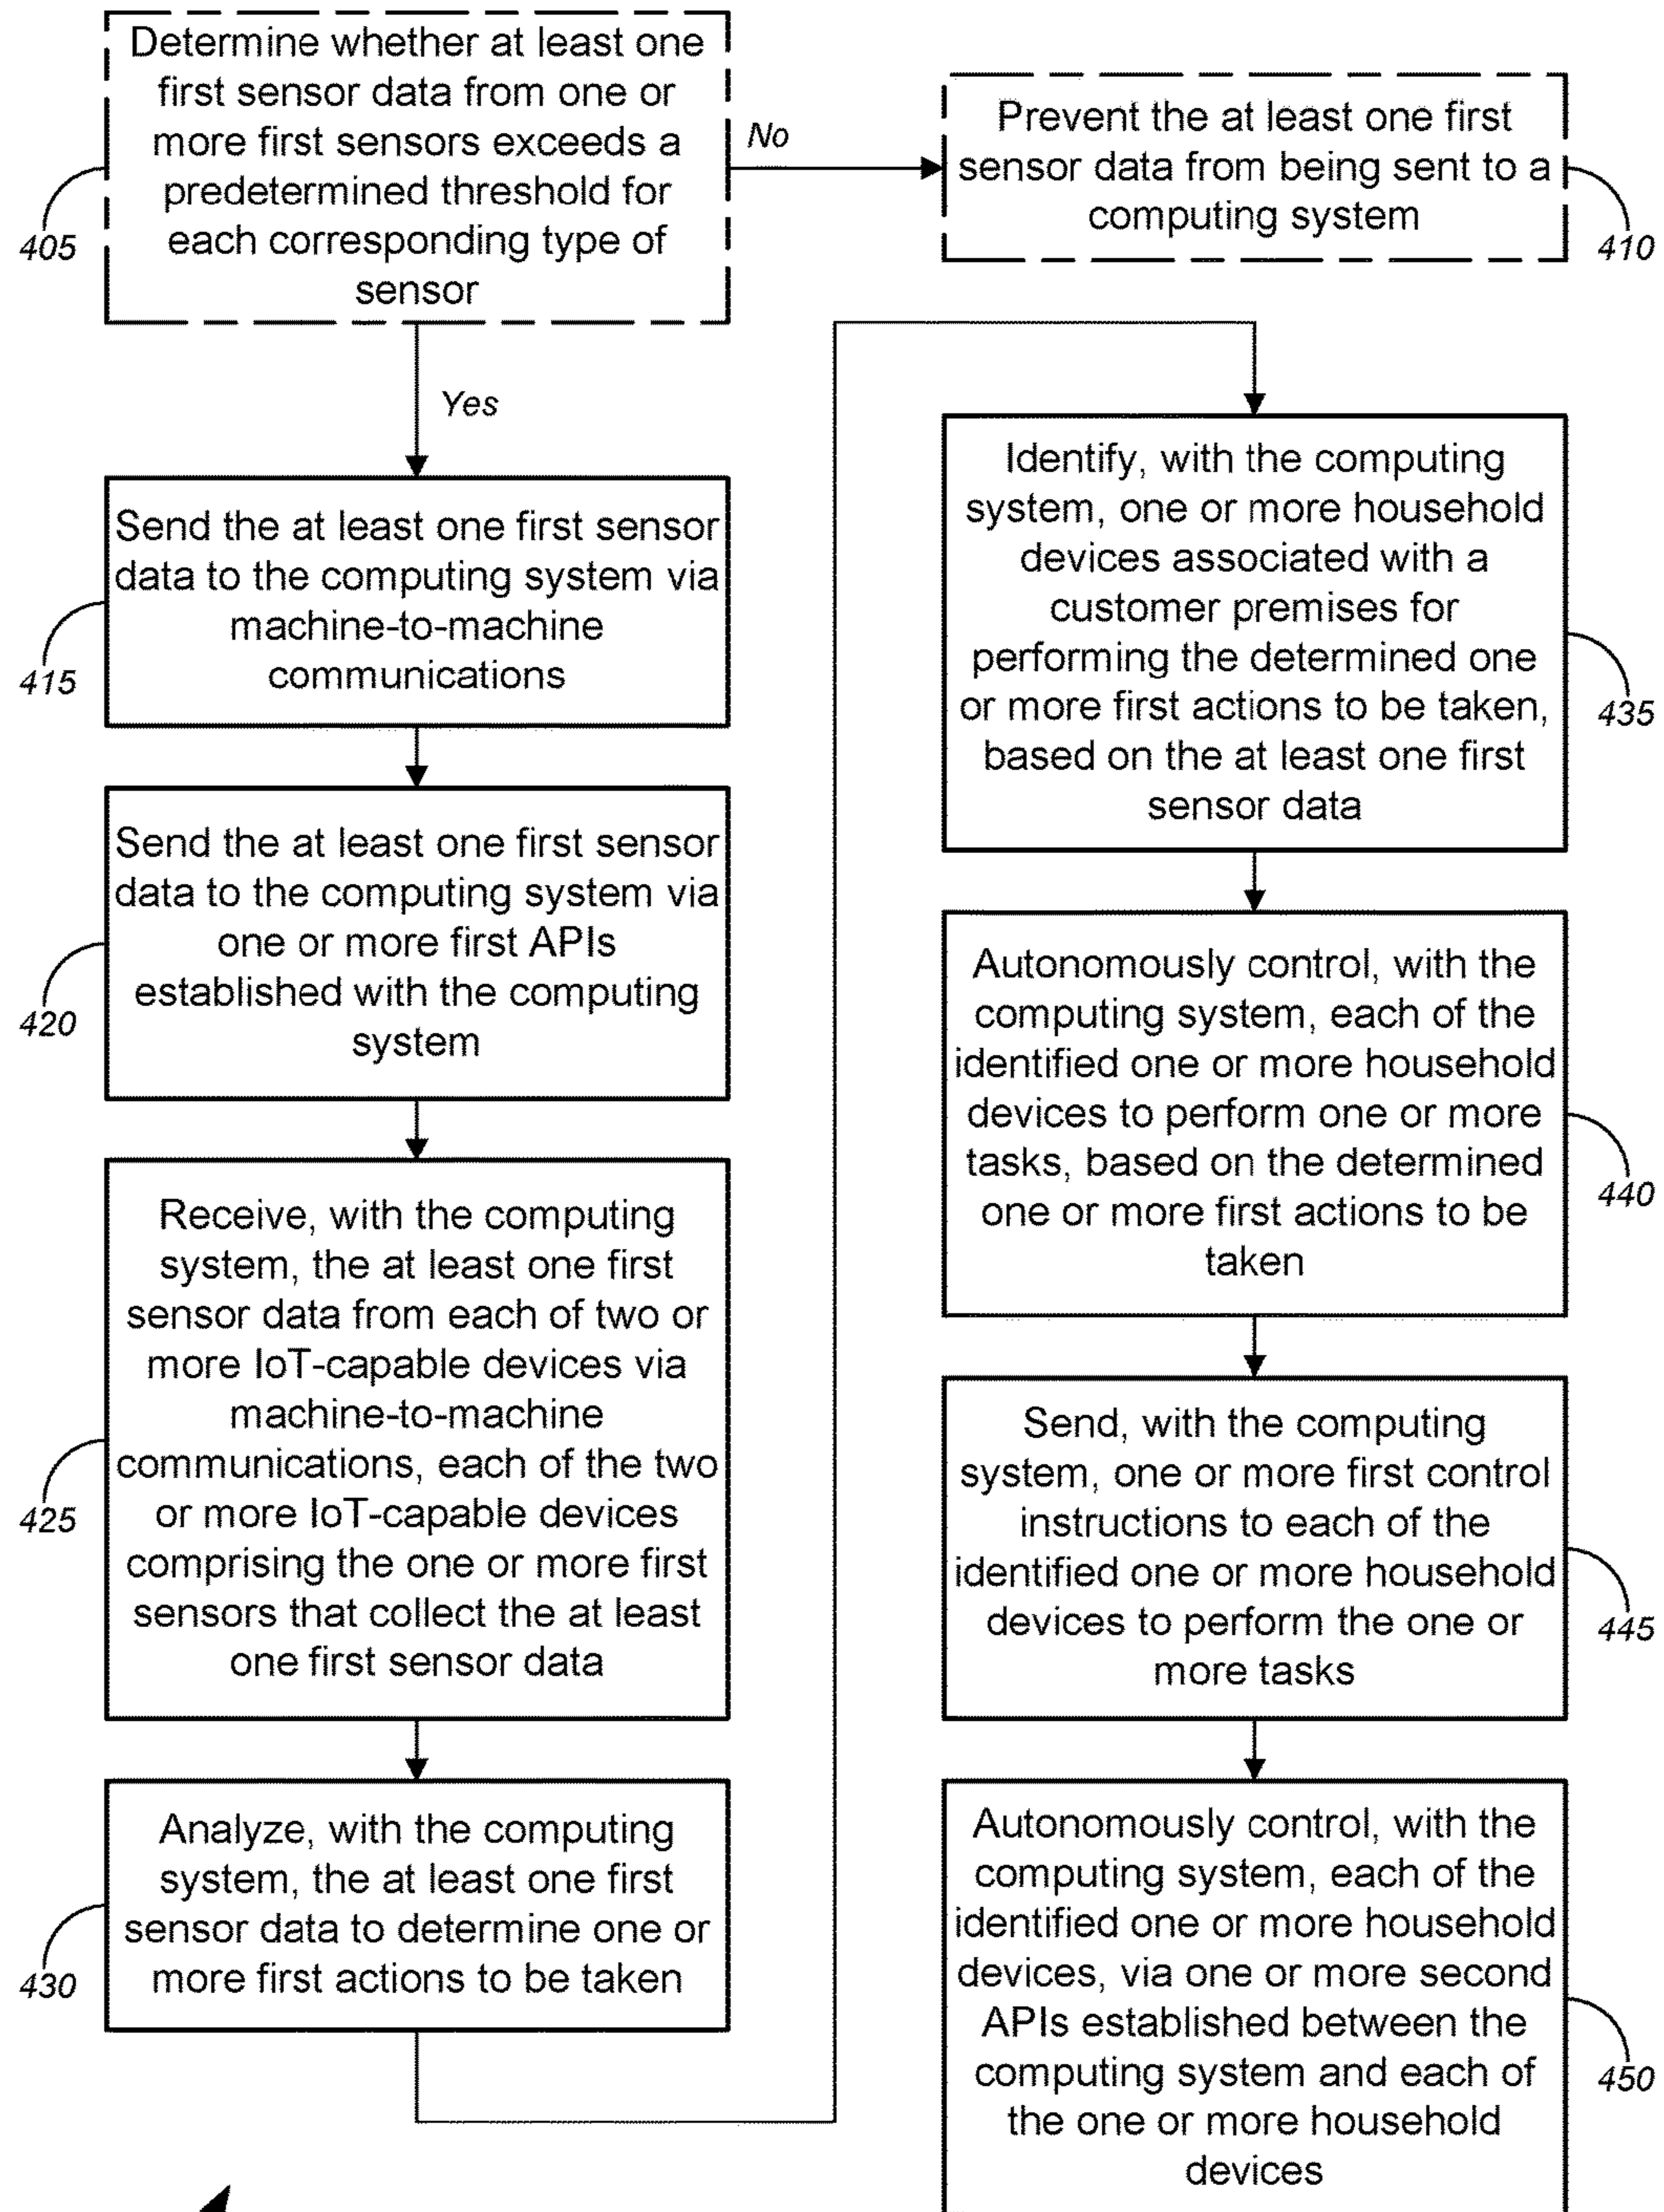 Determine whether at least one
first sensor data from one or
more first sensors exceeds a
predetermined threshold for
each corresponding type of
sensor
405
No
Prevent the at least one first
sensor data from being sent to a
computing system
410
Yes
Send the at least one first sensor
data to the computing system via
machine-to-machine
communications
415
Send the at least one first sensor
data to the computing system via
one or more first APIs
established with the computing
system
420
Receive, with the computing
system, the at least one first
sensor data from each of two or
more IoT-capable devices via
machine-to-machine
communications, each of the two
or more IoT-capable devices
comprising the one or more first
sensors that collect the at least
one first sensor data
425
Analyze, with the computing
system, the at least one first
sensor data to determine one or
more first actions to be taken
430
Identify, with the computing
system, one or more household
devices associated with a
customer premises for
performing the determined one
or more first actions to be taken,
based on the at least one first
sensor data
435
Autonomously control, with the
computing system, each of the
identified one or more household
devices to perform one or more
tasks, based on the determined
one or more first actions to be
taken
440
Send, with the computing
system, one or more first control
instructions to each of the
identified one or more household
devices to perform the one or
more tasks
445
Autonomously control, with the
computing system, each of the
identified one or more household
devices, via one or more second
APIs established between the
computing system and each of
the one or more household
devices
450